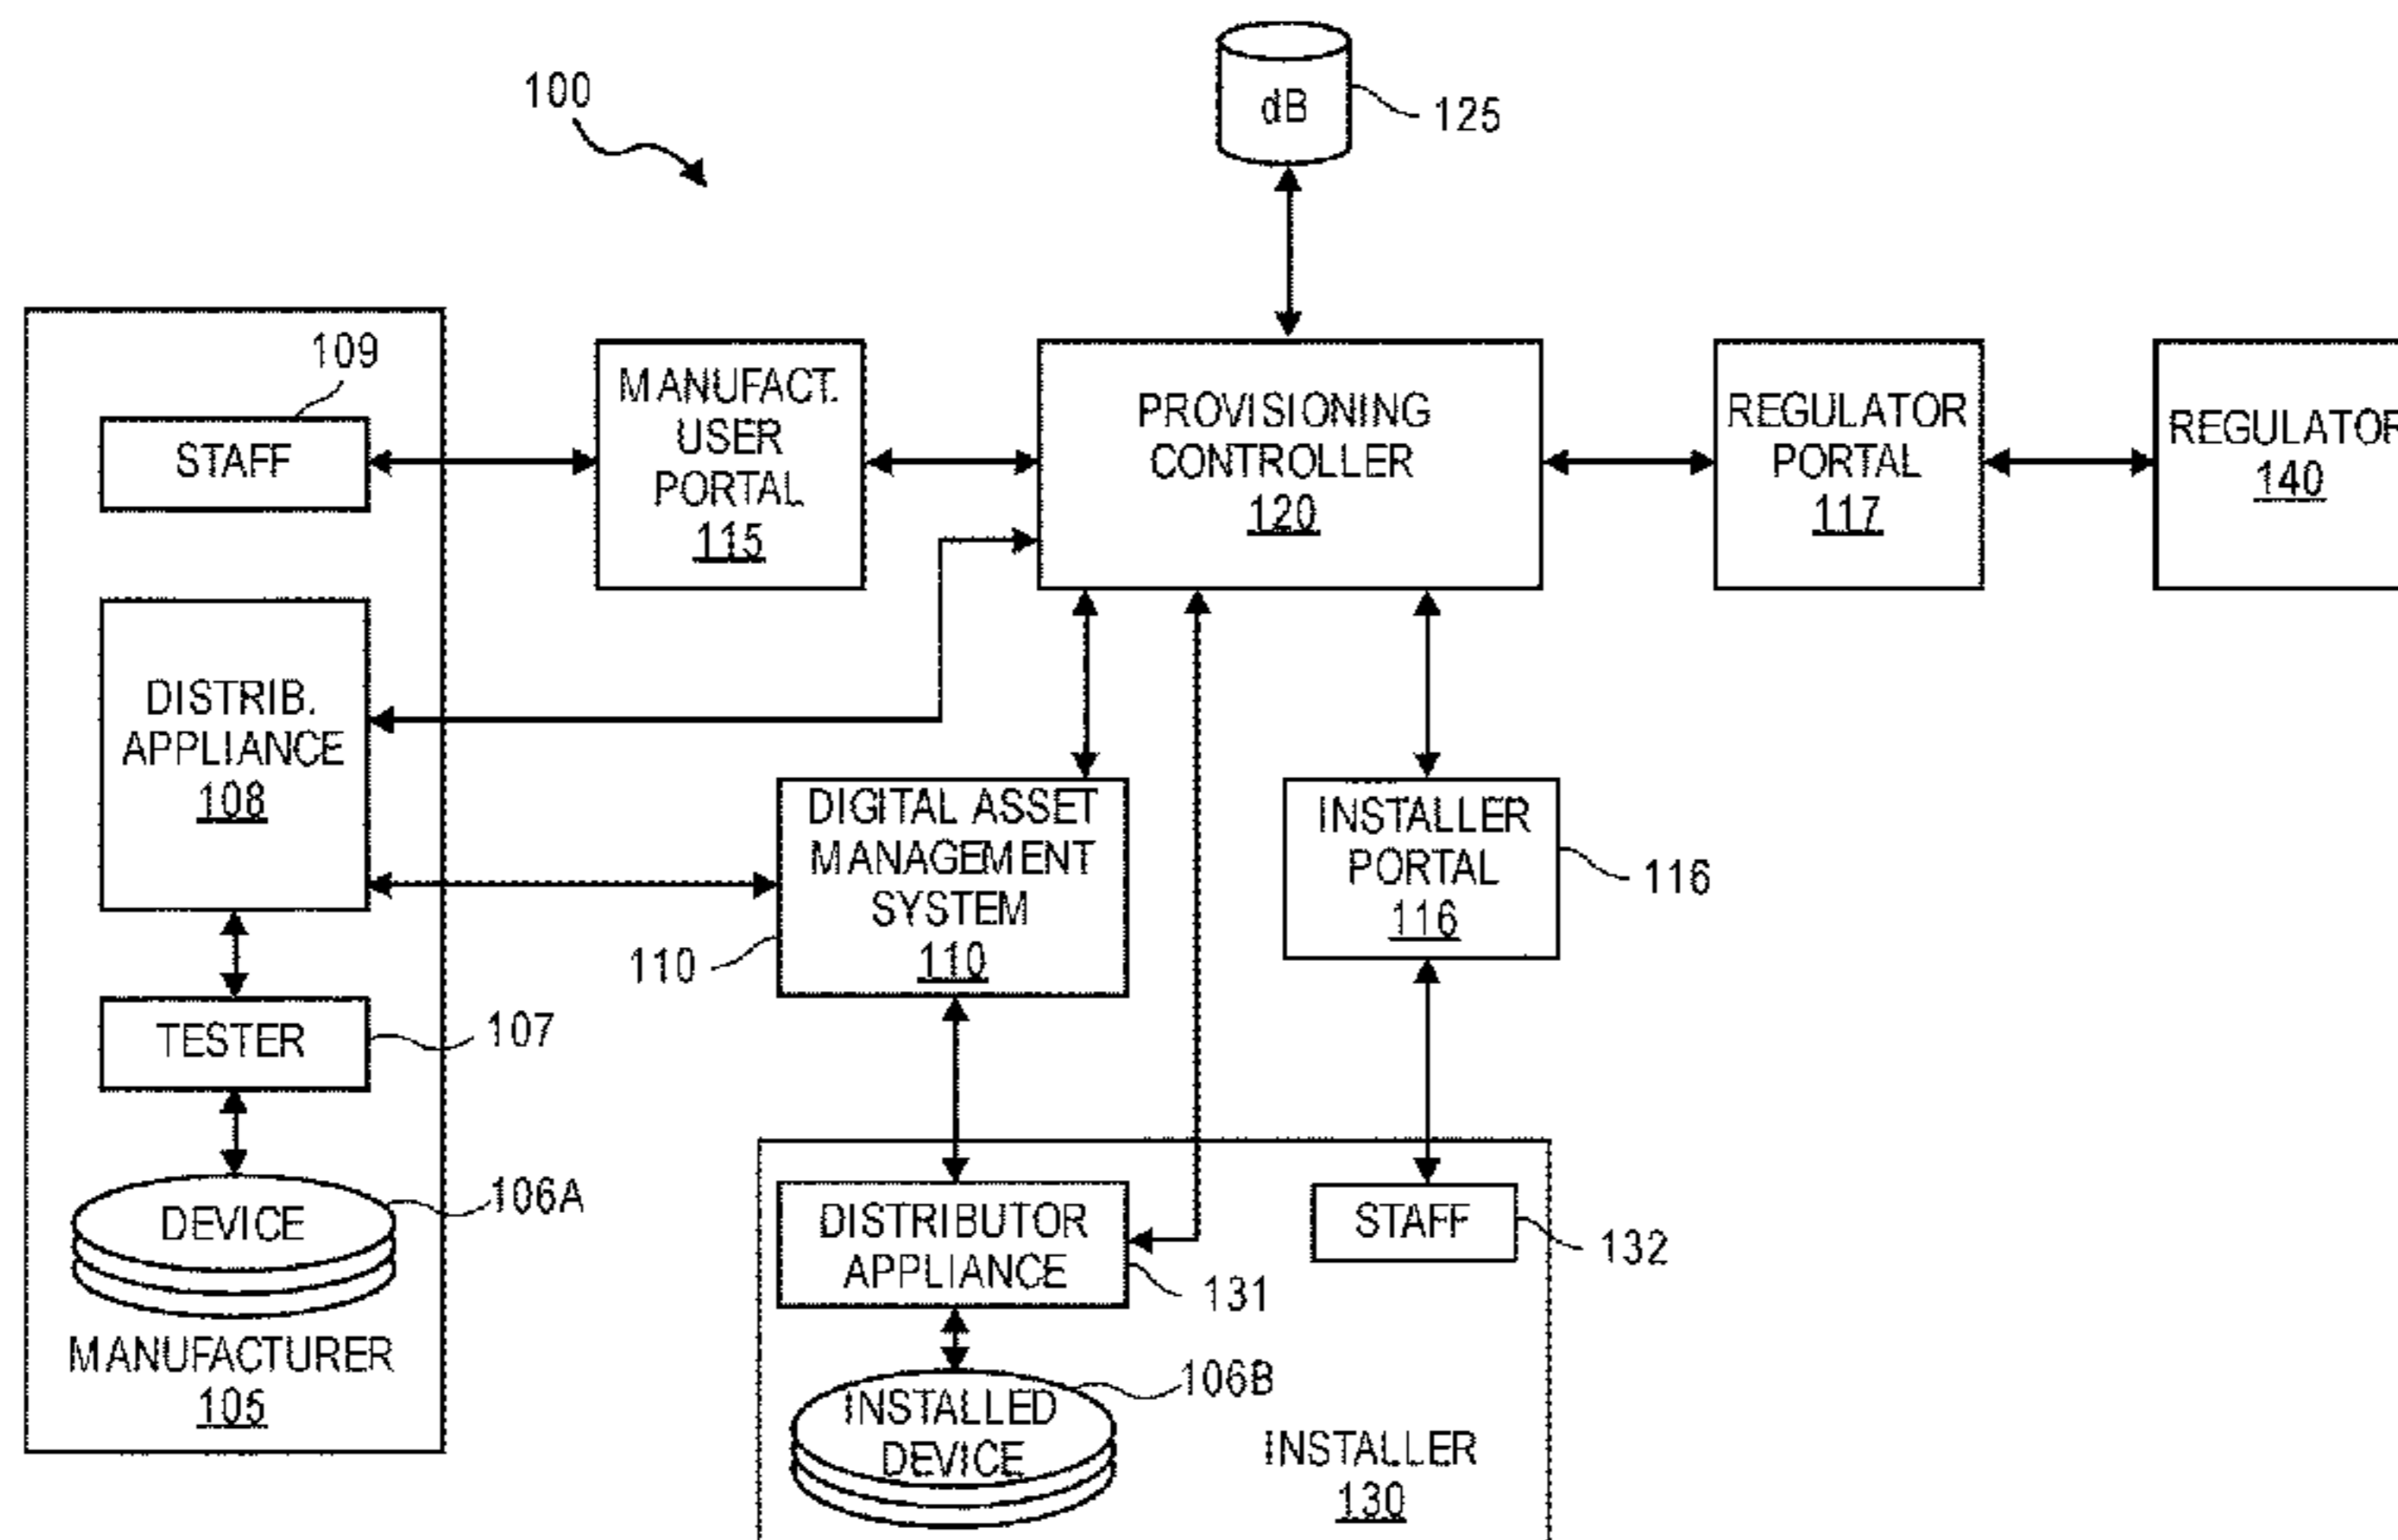 100
dB
125
109
STAFF
MANUFACT.
USER
PORTAL
115
PROVISIONING
CONTROLLER
120
REGULATOR
PORTAL
117
REGULATOR
140
DISTRIB.
APPLIANCE
108
DIGITAL ASSET
MANAGEMENT
SYSTEM
110
110
INSTALLER
PORTAL
116
116
TESTER
107
DEVICE
106A
MANUFACTURER
105
DISTRIBUTOR
APPLIANCE
131
STAFF
132
INSTALLED
DEVICE
106B
INSTALLER
130